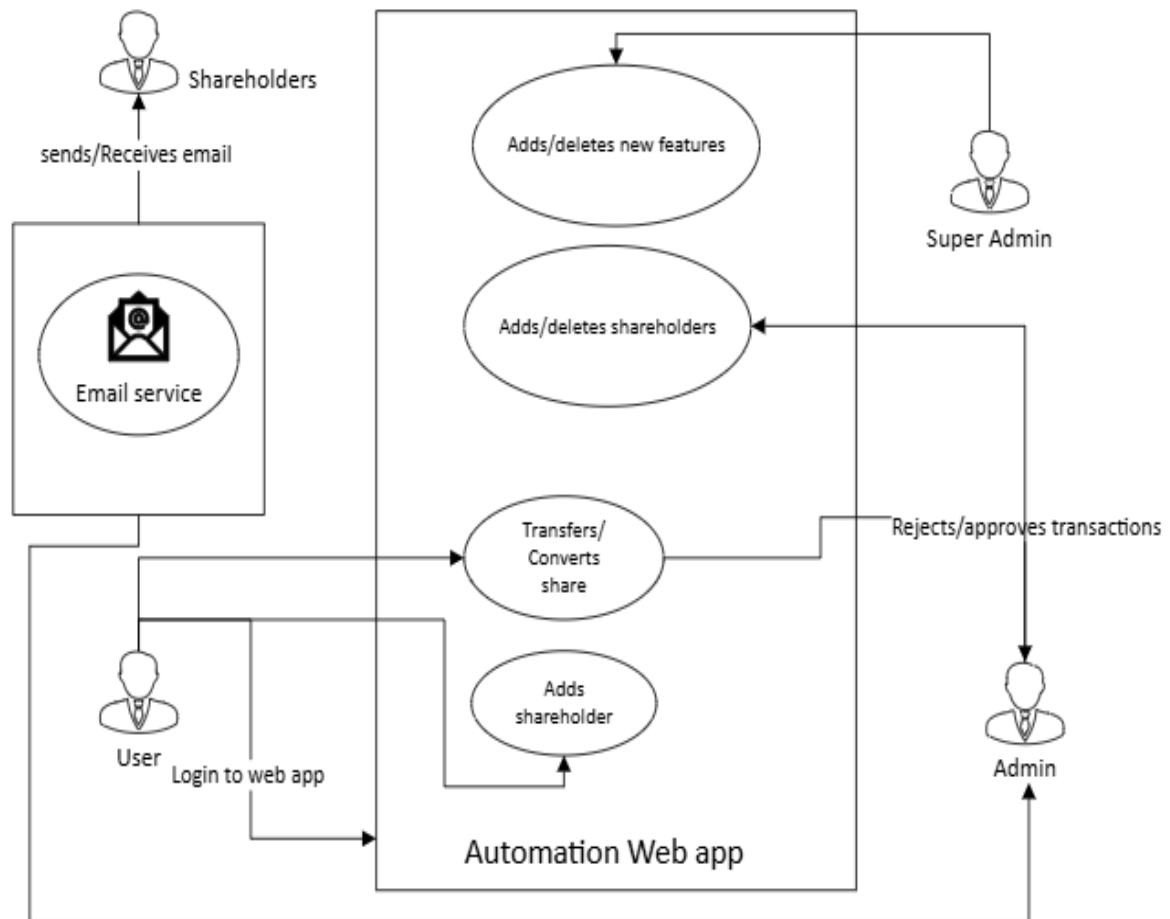 Shareholders
sends/Receives email
@
Email service
Adds/deletes new features
Super Admin
Adds/deletes shareholders
Transfers/
Converts
share
Rejects/approves transactions
Adds
shareholder
User
Login to web app
Admin
Automation Web app